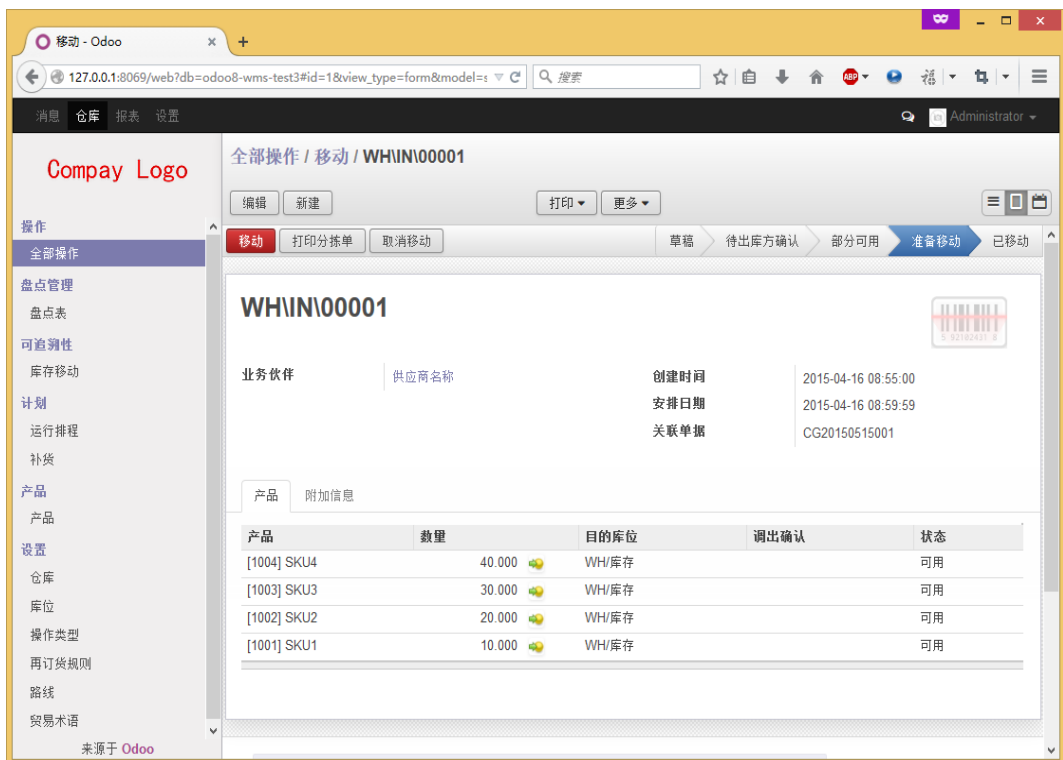 移动 - Odoo
127.0.0.1:8069/web?db=odoo8-wms-test3#id=1&view_type=form&model=s
搜索
ABP
消息 仓库 报表 设置
Administrator
Compay Logo
操作
全部操作
盘点管理
盘点表
可追溯性
库存移动
计划
运行排程
补货
产品
产品
设置
仓库
库位
操作类型
再订货规则
路线
贸易术语
来源于 Odoo
全部操作 / 移动 / WH\IN\00001
编辑 新建 打印 更多
移动 打印分拣单 取消移动 草稿 待出库方确认 部分可用 准备移动 已移动
WH\IN\00001
业务伙伴 供应商名称
创建时间 2015-04-16 08:55:00
安排日期 2015-04-16 08:59:59
关联单据 CG20150515001
产品 附加信息
产品 数量 目的库位 调出确认 状态
[1004] SKU4 40.000 WH/库存 可用
[1003] SKU3 30.000 WH/库存 可用
[1002] SKU2 20.000 WH/库存 可用
[1001] SKU1 10.000 WH/库存 可用